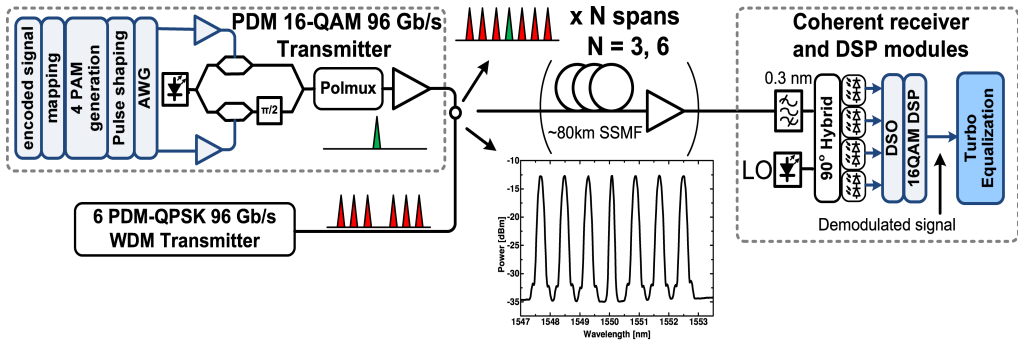 PDM 16-QAM 96 Gb/s
Transmitter
encoded signal
mapping
4 PAM
generation
Pulse shaping
AWG
π/2
Polmux
6 PDM-QPSK 96 Gb/s
WDM Transmitter
x N spans
N = 3, 6
~80km SSMF
-10
-15
-20
-25
-30
-35
Power [dBm]
1547
1548
1549
1550
1551
1552
1553
Wavelength [nm]
Coherent receiver
and DSP modules
0.3 nm
LO
90° Hybrid
DSO
16QAM DSP
Turbo
Equalization
Demodulated signal